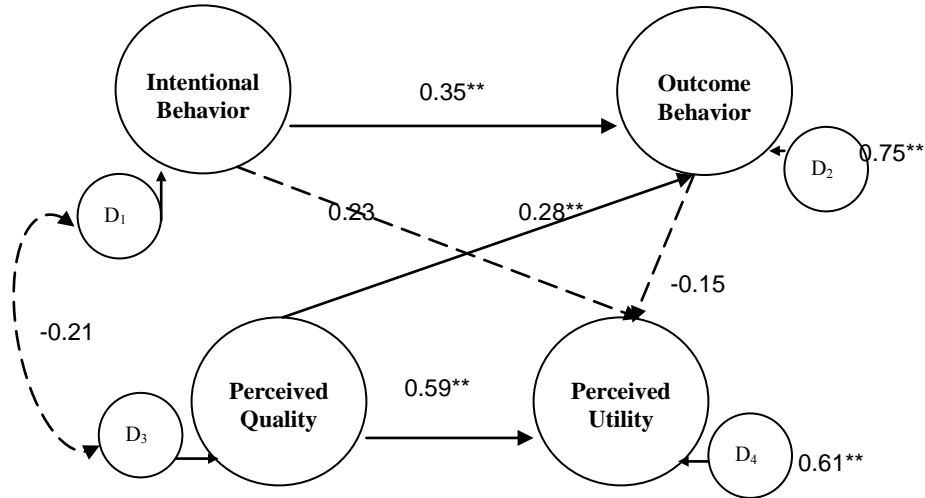 Intentional
Behavior
0.35**
Outcome
Behavior
0.75**
D₂
D₁
0.23
0.28**
-0.15
-0.21
Perceived
Quality
0.59**
Perceived
Utility
D₃
D₄
0.61**